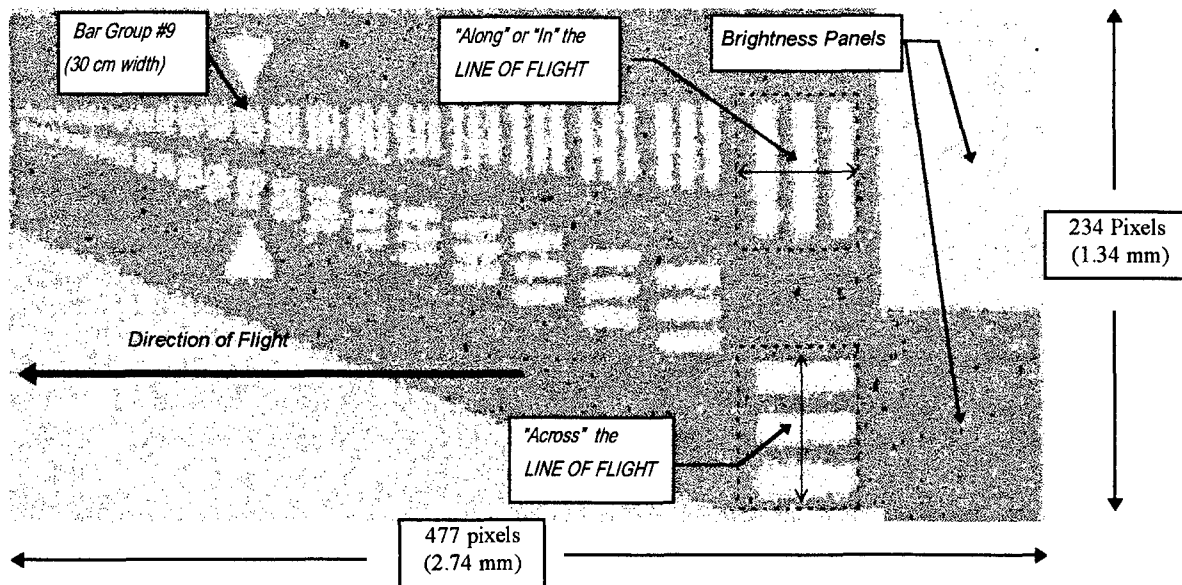 Bar Group #9
(30 cm width)
"Along" or "In" the
LINE OF FLIGHT
Brightness Panels
234 Pixels
(1.34 mm)
Direction of Flight
"Across" the
LINE OF FLIGHT
477 pixels
(2.74 mm)